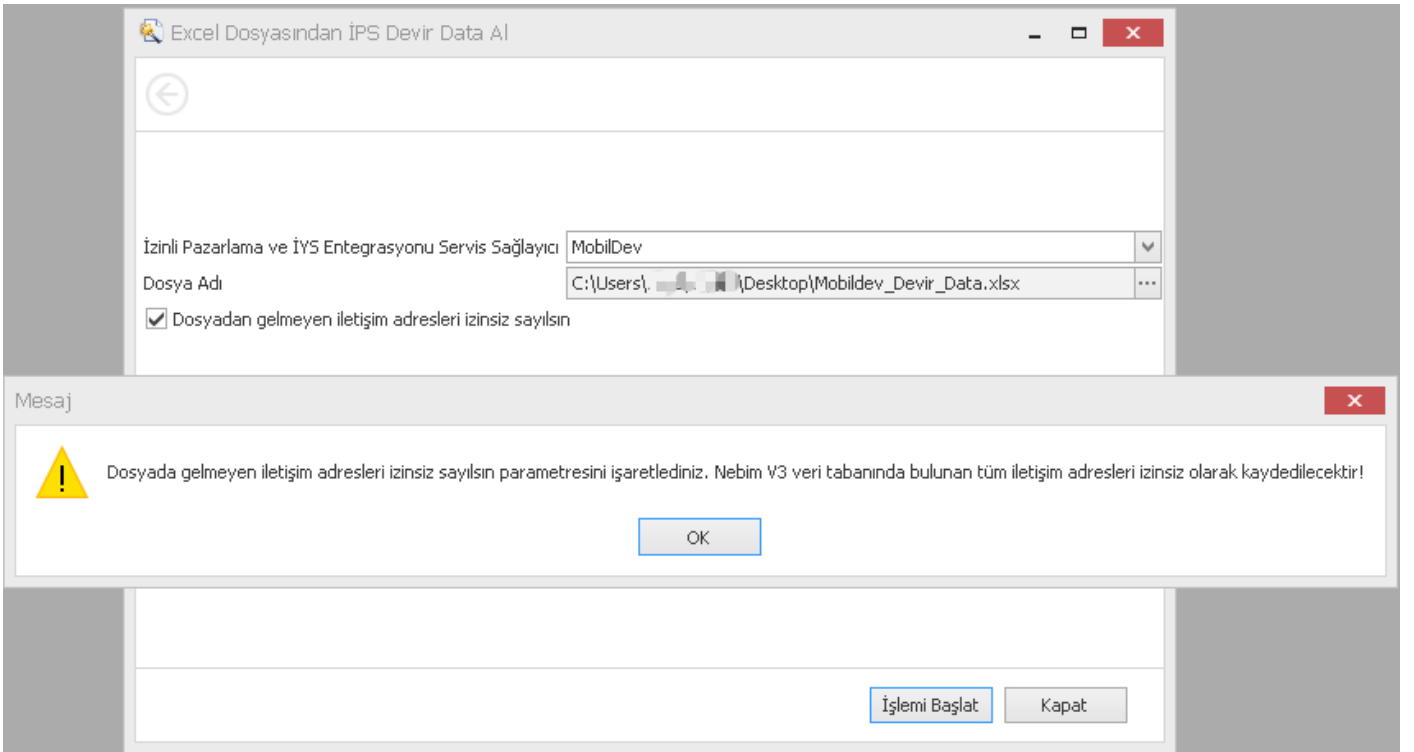 Excel Dosyasından İPS Devir Data Al
İzinli Pazarlama ve İYS Entegrasyonu Servis Sağlayıcı MobilDev
Dosya Adı C:\Users\. \Desktop\Mobildev_Devir_Data.xlsx ...
Dosyadan gelmeyen iletişim adresleri izinsiz sayılsın
Mesaj
Dosyada gelmeyen iletişim adresleri izinsiz sayılsın parametresini işaretlediniz. Nebim V3 veri tabanında bulunan tüm iletişim adresleri izinsiz olarak kaydedilecektir!
OK
İşlemi Başlat Kapat